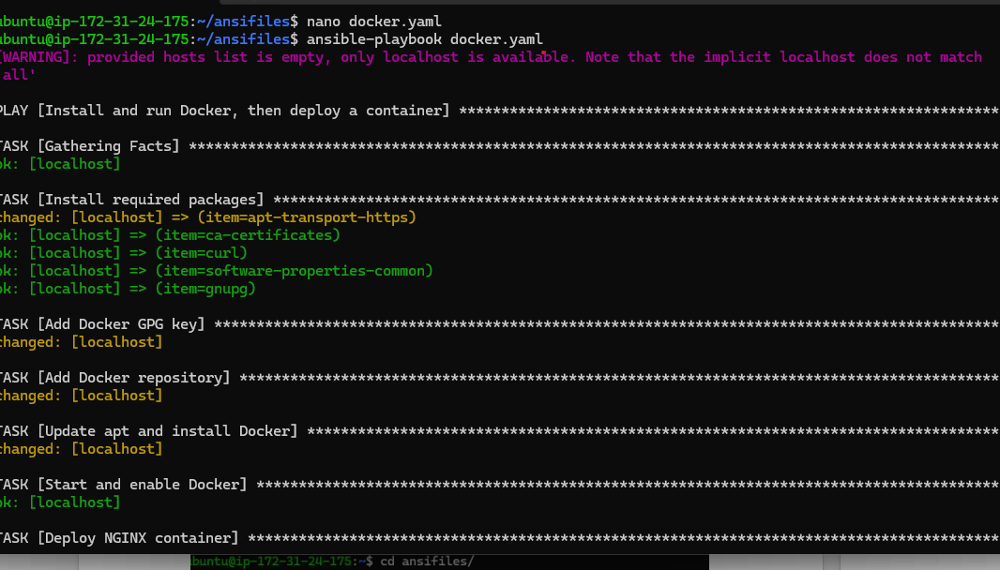 ubuntu@ip-172-31-24-175:~/ansifiles$ nano docker.yaml
ubuntu@ip-172-31-24-175:~/ansifiles$ ansible-playbook docker.yaml
[WARNING]: provided hosts list is empty, only localhost is available. Note that the implicit localhost does not match
all'
PLAY [Install and run Docker, then deploy a container] ****************************************************************
TASK [Gathering Facts] ************************************************************************************************
ok: [localhost]
TASK [Install required packages] **************************************************************************************
changed: [localhost] => (item=apt-transport-https)
ok: [localhost] => (item=ca-certificates)
ok: [localhost] => (item=curl)
ok: [localhost] => (item=software-properties-common)
ok: [localhost] => (item=gnupg)
TASK [Add Docker GPG key] *********************************************************************************************
changed: [localhost]
TASK [Add Docker repository] ******************************************************************************************
changed: [localhost]
TASK [Update apt and install Docker] **********************************************************************************
changed: [localhost]
TASK [Start and enable Docker] ****************************************************************************************
ok: [localhost]
TASK [Deploy NGINX container] *****************************************************************************************
ubuntu@ip-172-31-24-175:~$ cd ansifiles/